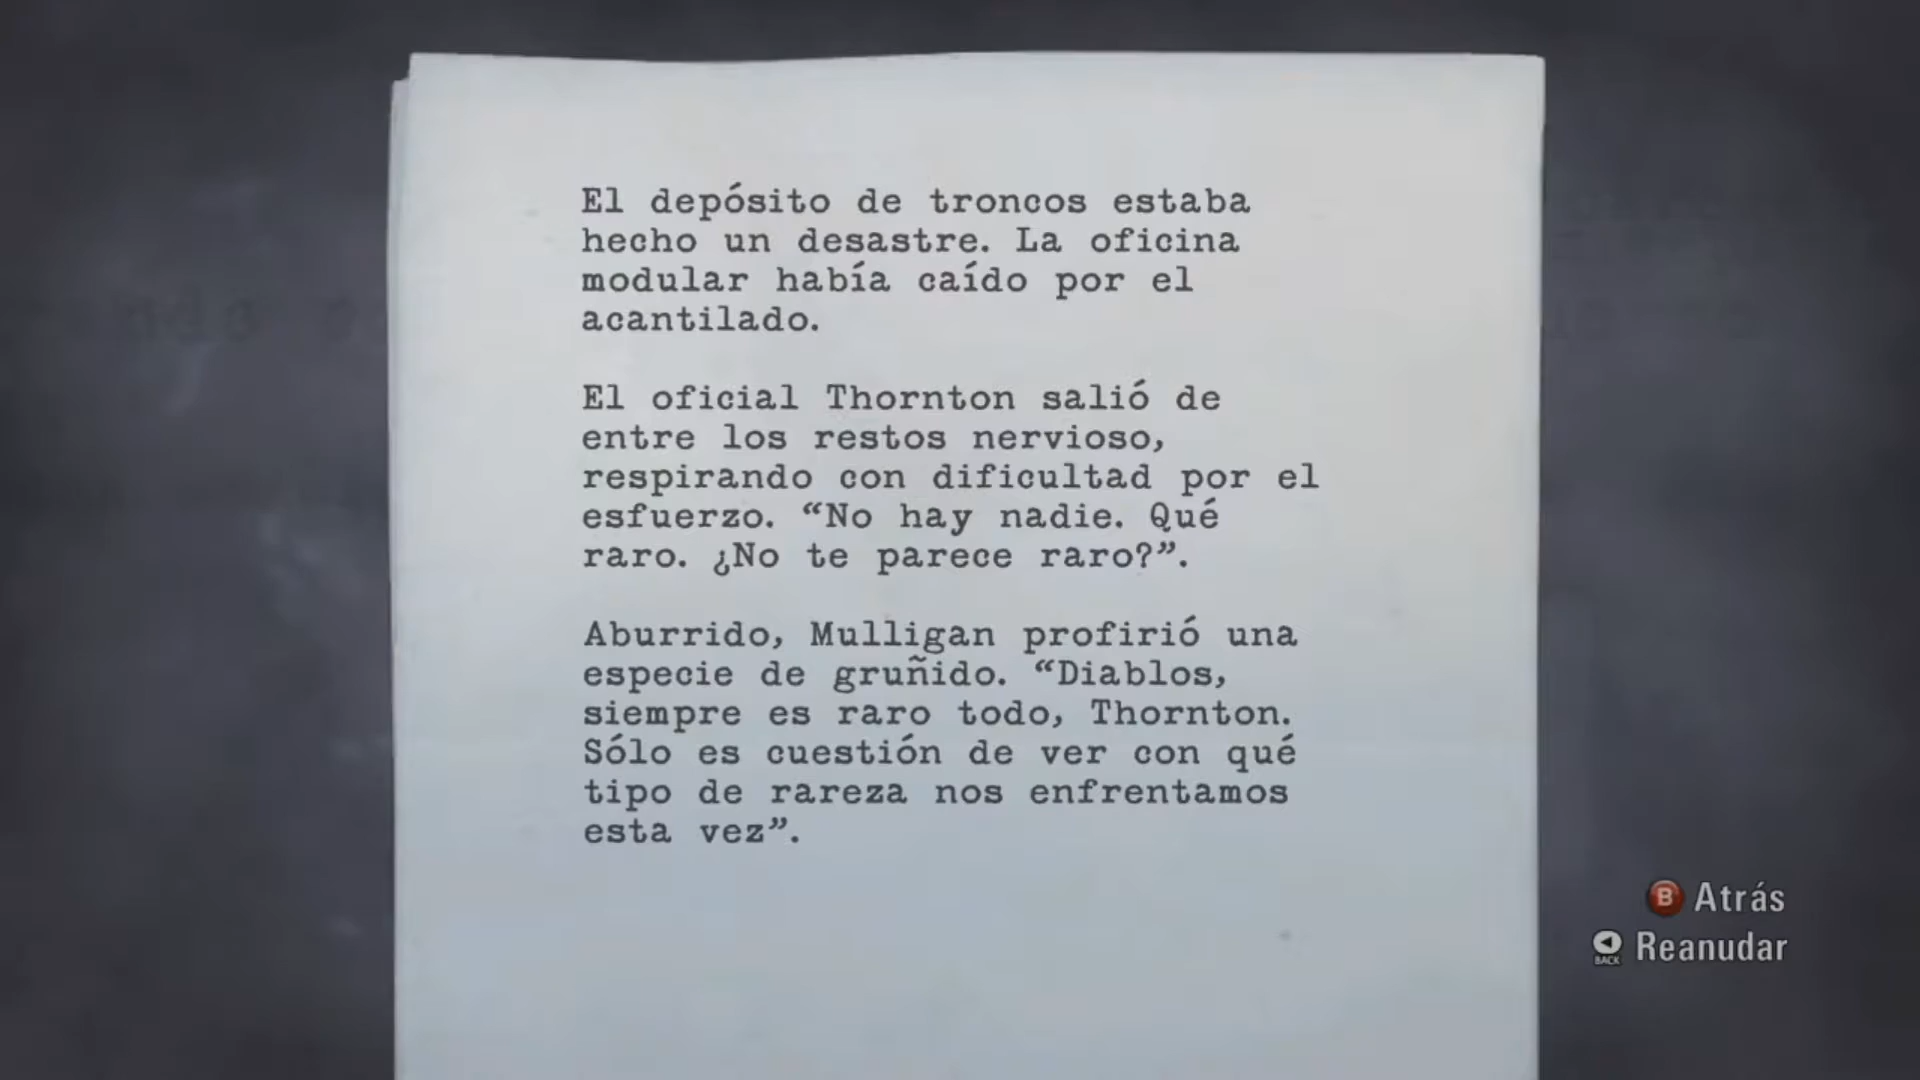 El depósito de troncos estaba
hecho un desastre. La oficina
modular había caído por el
acantilado.
El oficial Thornton salió de
entre los restos nervioso,
respirando con dificultad por el
esfuerzo. “No hay nadie. Qué
raro. ¿No te parece raro?”.
Aburrido, Mulligan profirió una
especie de gruñido. “Diablos,
siempre es raro todo, Thornton.
Sólo es cuestión de ver con qué
tipo de rareza nos enfrentamos
esta vez”.
B Atrás
BACK Reanudar